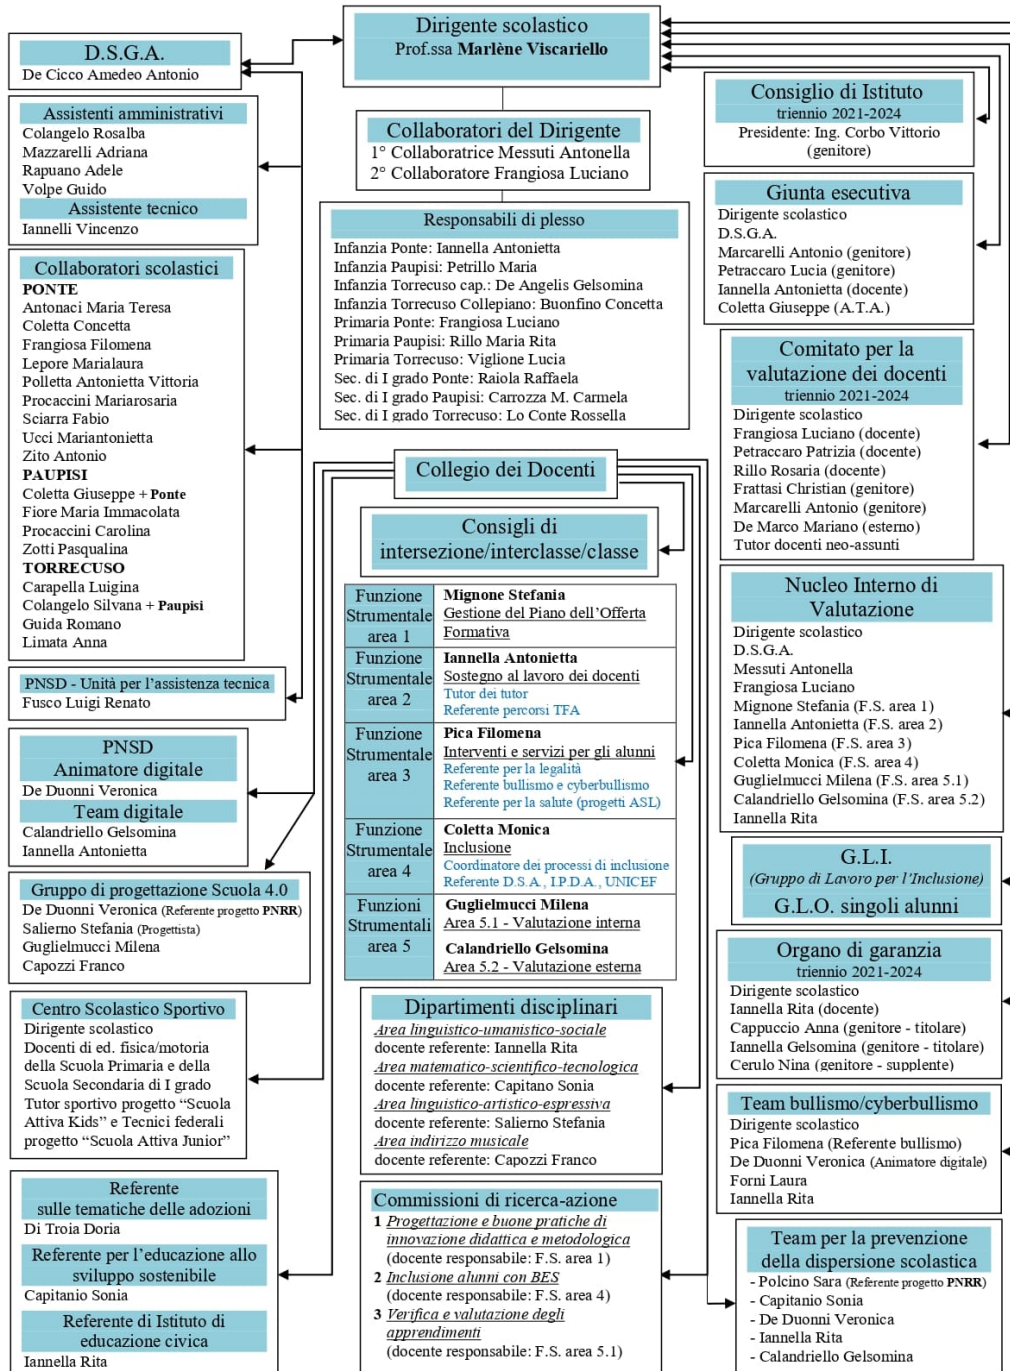 Dirigente scolastico
Prof.ssa Marlène Viscariello
D.S.G.A.
De Cicco Amedeo Antonio
Assistenti amministrativi
Colangelo Rosalba
Mazzarelli Adriana
Rapuano Adele
Volpe Guido
Assistente tecnico
Iannelli Vincenzo
Collaboratori scolastici
PONTE
Antonaci Maria Teresa
Coletta Concetta
Frangiosa Filomena
Lepore Marialaura
Polletta Antonietta Vittoria
Procaccini Mariarosaria
Sciarra Fabio
Ucci Mariantonietta
Zito Antonio
PAUPISI
Coletta Giuseppe + Ponte
Fiore Maria Immacolata
Procaccini Carolina
Zotti Pasqualina
TORRECUSO
Carapella Luigina
Colangelo Silvana + Paupisi
Guida Romano
Limata Anna
PNSD - Unità per l'assistenza tecnica
Fusco Luigi Renato
PNSD
Animatore digitale
De Duonni Veronica
Team digitale
Calandriello Gelsomina
Iannella Antonietta
Gruppo di progettazione Scuola 4.0
De Duonni Veronica (Referente progetto PNRR)
Salierno Stefania (Progettista)
Guglielmucci Milena
Capozzi Franco
Centro Scolastico Sportivo
Dirigente scolastico
Docenti di ed. fisica/motoria
della Scuola Primaria e della
Scuola Secondaria di I grado
Tutor sportivo progetto “Scuola
Attiva Kids” e Tecnici federali
progetto “Scuola Attiva Junior”
Referente
sulle tematiche delle adozioni
Di Troia Doria
Referente per l'educazione allo
sviluppo sostenibile
Capitanio Sonia
Referente di Istituto di
educazione civica
Iannella Rita
Collaboratori del Dirigente
1° Collaboratrice Messuti Antonella
2° Collaboratore Frangiosa Luciano
Responsabili di plesso
Infanzia Ponte: Iannella Antonietta
Infanzia Paupisi: Petrillo Maria
Infanzia Torrecuso cap.: De Angelis Gelsomina
Infanzia Torrecuso Collepiano: Buonfino Concetta
Primaria Ponte: Frangiosa Luciano
Primaria Paupisi: Rillo Maria Rita
Primaria Torrecuso: Viglione Lucia
Sec. di I grado Ponte: Raiola Raffaela
Sec. di I grado Paupisi: Carrozza M. Carmela
Sec. di I grado Torrecuso: Lo Conte Rossella
Collegio dei Docenti
Consigli di
intersezione/interclasse/classe
Funzione
Strumentale
area 1
Mignone Stefania
Gestione del Piano dell'Offerta
Formativa
Funzione
Strumentale
area 2
Iannella Antonietta
Sostegno al lavoro dei docenti
Tutor dei tutor
Referente percorsi TFA
Funzione
Strumentale
area 3
Pica Filomena
Interventi e servizi per gli alunni
Referente per la legalità
Referente bullismo e cyberbullismo
Referente per la salute (progetti ASL)
Funzione
Strumentale
area 4
Coletta Monica
Inclusione
Coordinatore dei processi di inclusione
Referente D.S.A., I.P.D.A., UNICEF
Funzioni
Strumentali
area 5
Guglielmucci Milena
Area 5.1 - Valutazione interna
Calandriello Gelsomina
Area 5.2 - Valutazione esterna
Dipartimenti disciplinari
Area linguistico-umanistico-sociale
docente referente: Iannella Rita
Area matematico-scientifico-tecnologica
docente referente: Capitano Sonia
Area linguistico-artistico-espressiva
docente referente: Salierno Stefania
Area indirizzo musicale
docente referente: Capozzi Franco
Commissioni di ricerca-azione
1 Progettazione e buone pratiche di
innovazione didattica e metodologica
(docente responsabile: F.S. area 1)
2 Inclusione alunni con BES
(docente responsabile: F.S. area 4)
3 Verifica e valutazione degli
apprendimenti
(docente responsabile: F.S. area 5.1)
Consiglio di Istituto
triennio 2021-2024
Presidente: Ing. Corbo Vittorio
(genitore)
Giunta esecutiva
Dirigente scolastico
D.S.G.A.
Marcarelli Antonio (genitore)
Petraccaro Lucia (genitore)
Iannella Antonietta (docente)
Coletta Giuseppe (A.T.A.)
Comitato per la
valutazione dei docenti
triennio 2021-2024
Dirigente scolastico
Frangiosa Luciano (docente)
Petraccaro Patrizia (docente)
Rillo Rosaria (docente)
Frattasi Christian (genitore)
Marcarelli Antonio (genitore)
De Marco Mariano (esterno)
Tutor docenti neo-assunti
Nucleo Interno di
Valutazione
Dirigente scolastico
D.S.G.A.
Messuti Antonella
Frangiosa Luciano
Mignone Stefania (F.S. area 1)
Iannella Antonietta (F.S. area 2)
Pica Filomena (F.S. area 3)
Coletta Monica (F.S. area 4)
Guglielmucci Milena (F.S. area 5.1)
Calandriello Gelsomina (F.S. area 5.2)
Iannella Rita
G.L.I.
(Gruppo di Lavoro per l'Inclusione)
G.L.O. singoli alunni
Organo di garanzia
triennio 2021-2024
Dirigente scolastico
Iannella Rita (docente)
Cappuccio Anna (genitore - titolare)
Iannella Gelsomina (genitore - titolare)
Cerulo Nina (genitore - supplente)
Team bullismo/cyberbullismo
Dirigente scolastico
Pica Filomena (Referente bullismo)
De Duonni Veronica (Animatore digitale)
Forni Laura
Iannella Rita
Team per la prevenzione
della dispersione scolastica
- Polcino Sara (Referente progetto PNRR)
- Capitanio Sonia
- De Duonni Veronica
- Iannella Rita
- Calandriello Gelsomina